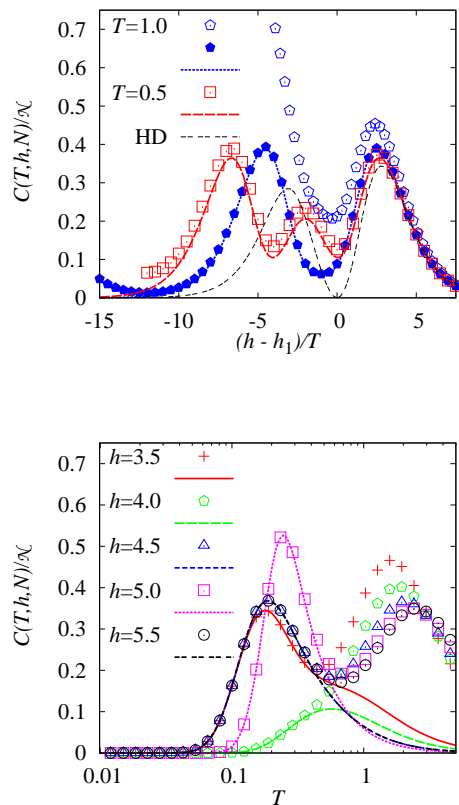 0.7
0.6
0.5
0.4
0.3
0.2
0.1
0
C(T,h,N)/𝒩
T=1.0
T=0.5
HD
-15 -10 -5 0 5
(h - h₁)/T
0.7
0.6
0.5
0.4
0.3
0.2
0.1
0
C(T,h,N)/𝒩
h=3.5
h=4.0
h=4.5
h=5.0
h=5.5
0.01 0.1 1
T